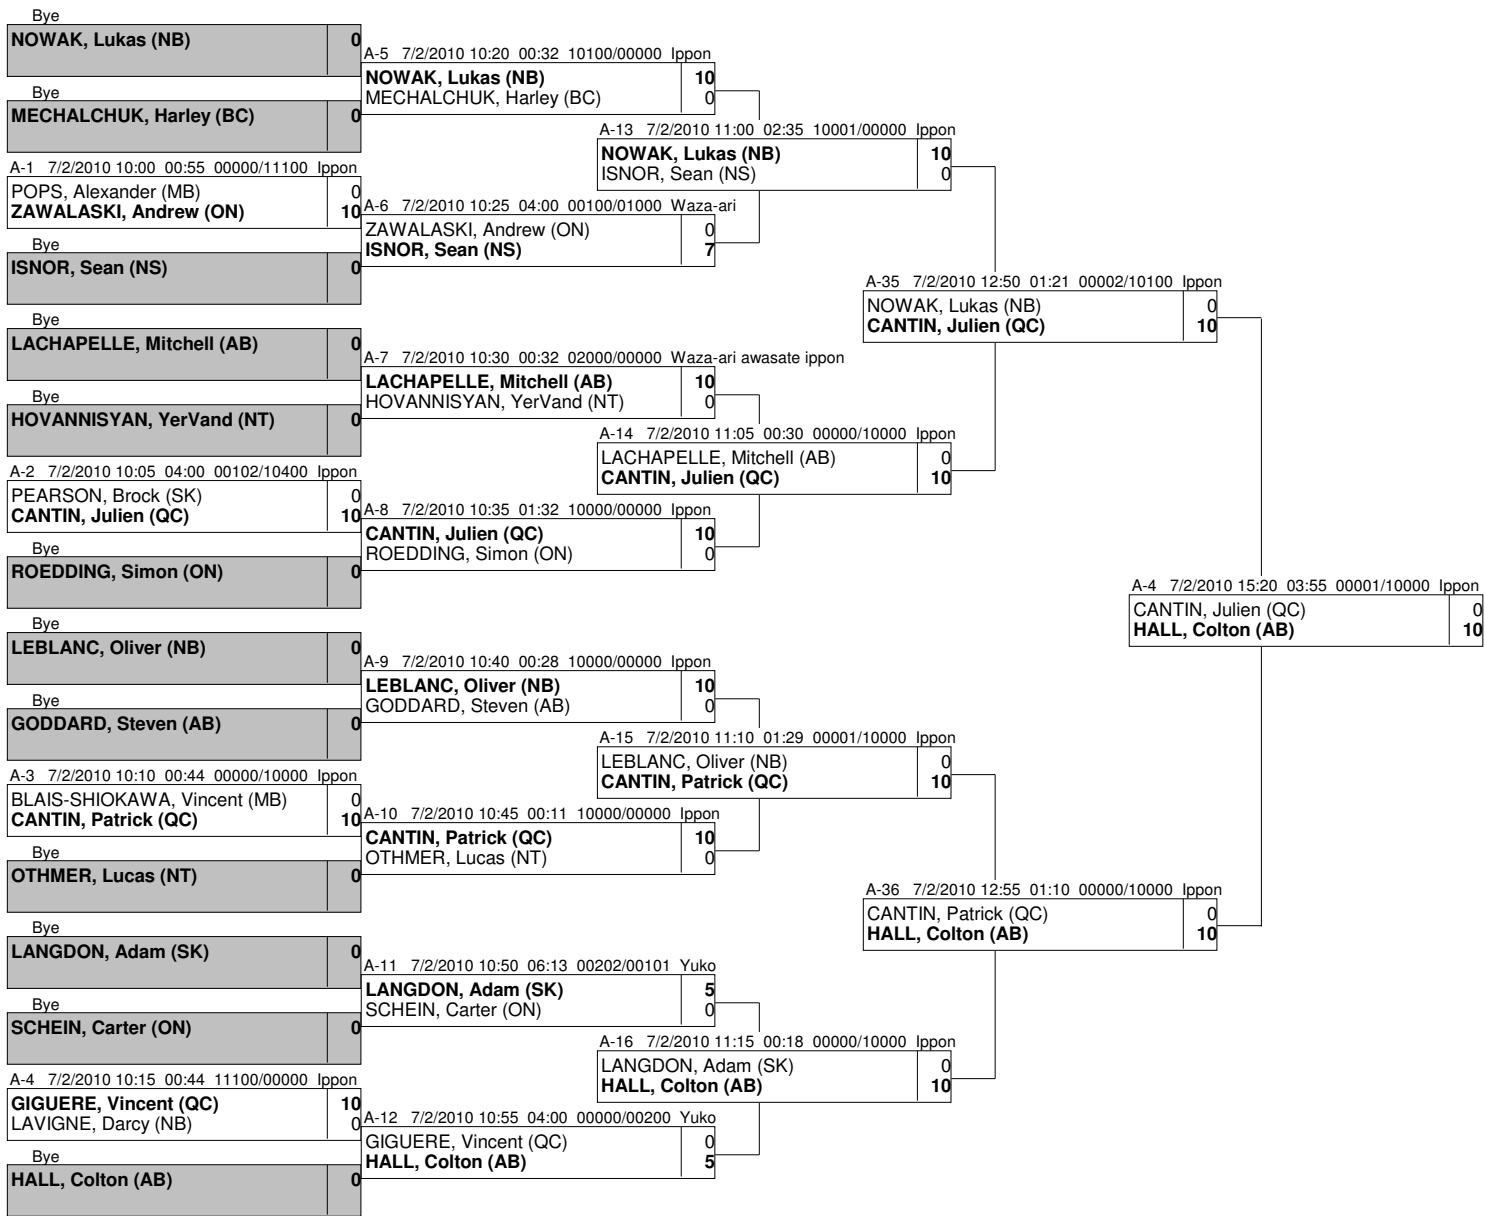 Bye
NOWAK, Lukas (NB) 0
Bye
MECHALCHUK, Harley (BC) 0
A-1 7/2/2010 10:00 00:55 00000/11100 Ippon
POPS, Alexander (MB) 0
ZAWALASKI, Andrew (ON) 10
Bye
ISNOR, Sean (NS) 0
Bye
LACHAPELLE, Mitchell (AB) 0
Bye
HOVANNISYAN, YerVand (NT) 0
A-2 7/2/2010 10:05 04:00 00102/10400 Ippon
PEARSON, Brock (SK) 0
CANTIN, Julien (QC) 10
Bye
ROEDDING, Simon (ON) 0
Bye
LEBLANC, Oliver (NB) 0
Bye
GODDARD, Steven (AB) 0
A-3 7/2/2010 10:10 00:44 00000/10000 Ippon
BLAIS-SHIOKAWA, Vincent (MB) 0
CANTIN, Patrick (QC) 10
Bye
OTHMER, Lucas (NT) 0
Bye
LANGDON, Adam (SK) 0
Bye
SCHEIN, Carter (ON) 0
A-4 7/2/2010 10:15 00:44 11100/00000 Ippon
GIGUERE, Vincent (QC) 10
LAVIGNE, Darcy (NB) 0
Bye
HALL, Colton (AB) 0
A-5 7/2/2010 10:20 00:32 10100/00000 Ippon
NOWAK, Lukas (NB) 10
MECHALCHUK, Harley (BC) 0
A-6 7/2/2010 10:25 04:00 00100/01000 Waza-ari
ZAWALASKI, Andrew (ON) 0
ISNOR, Sean (NS) 7
A-7 7/2/2010 10:30 00:32 02000/00000 Waza-ari awasate ippon
LACHAPELLE, Mitchell (AB) 10
HOVANNISYAN, YerVand (NT) 0
A-8 7/2/2010 10:35 01:32 10000/00000 Ippon
CANTIN, Julien (QC) 10
ROEDDING, Simon (ON) 0
A-9 7/2/2010 10:40 00:28 10000/00000 Ippon
LEBLANC, Oliver (NB) 10
GODDARD, Steven (AB) 0
A-10 7/2/2010 10:45 00:11 10000/00000 Ippon
CANTIN, Patrick (QC) 10
OTHMER, Lucas (NT) 0
A-11 7/2/2010 10:50 06:13 00202/00101 Yuko
LANGDON, Adam (SK) 5
SCHEIN, Carter (ON) 0
A-12 7/2/2010 10:55 04:00 00000/00200 Yuko
GIGUERE, Vincent (QC) 0
HALL, Colton (AB) 5
A-13 7/2/2010 11:00 02:35 10001/00000 Ippon
NOWAK, Lukas (NB) 10
ISNOR, Sean (NS) 0
A-14 7/2/2010 11:05 00:30 00000/10000 Ippon
LACHAPELLE, Mitchell (AB) 0
CANTIN, Julien (QC) 10
A-15 7/2/2010 11:10 01:29 00001/10000 Ippon
LEBLANC, Oliver (NB) 0
CANTIN, Patrick (QC) 10
A-16 7/2/2010 11:15 00:18 00000/10000 Ippon
LANGDON, Adam (SK) 0
HALL, Colton (AB) 10
A-35 7/2/2010 12:50 01:21 00002/10100 Ippon
NOWAK, Lukas (NB) 0
CANTIN, Julien (QC) 10
A-36 7/2/2010 12:55 01:10 00000/10000 Ippon
CANTIN, Patrick (QC) 0
HALL, Colton (AB) 10
A-4 7/2/2010 15:20 03:55 00001/10000 Ippon
CANTIN, Julien (QC) 0
HALL, Colton (AB) 10